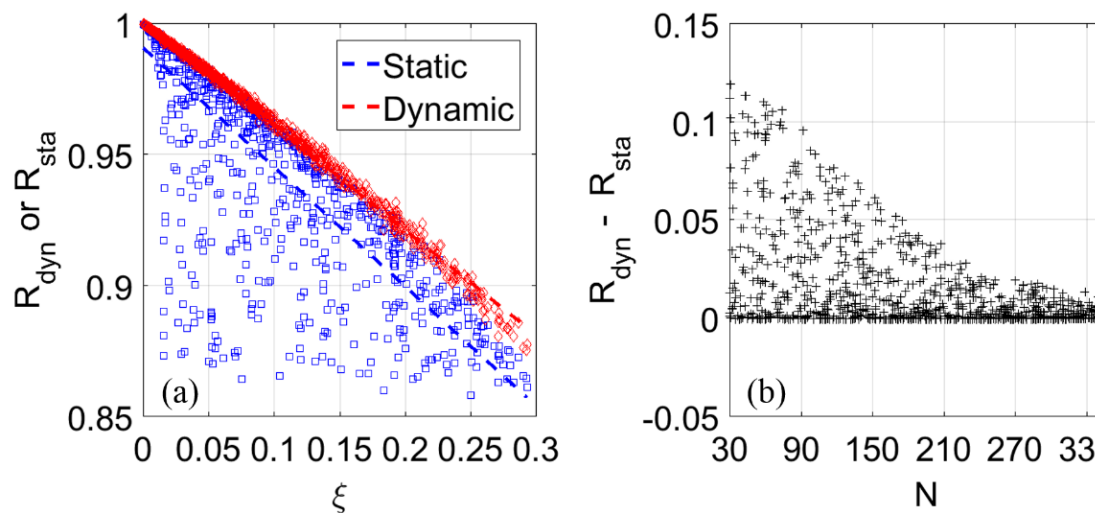 R_dyn or R_sta
1
0.95
0.9
0.85
Static
Dynamic
(a)
0 0.05 0.1 0.15 0.2 0.25 0.3
ξ
R_dyn - R_sta
0.15
0.1
0.05
0
-0.05
(b)
30 90 150 210 270 33
N